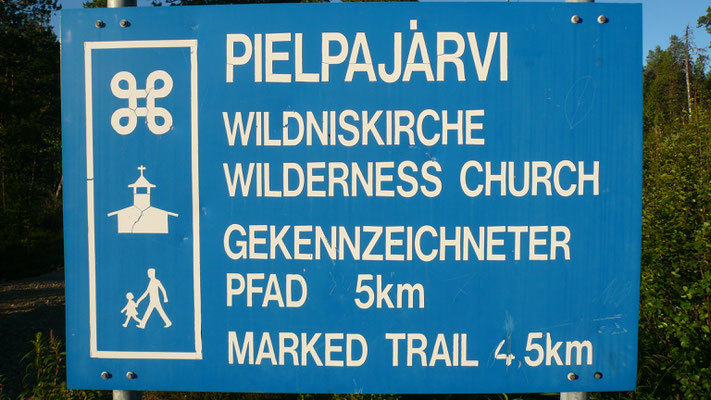 PIELPAJÄRVI
WILDNISKIRCHE
WILDERNESS CHURCH
GEKENNZEICHNETER
PFAD 5km
MARKED TRAIL 4,5km